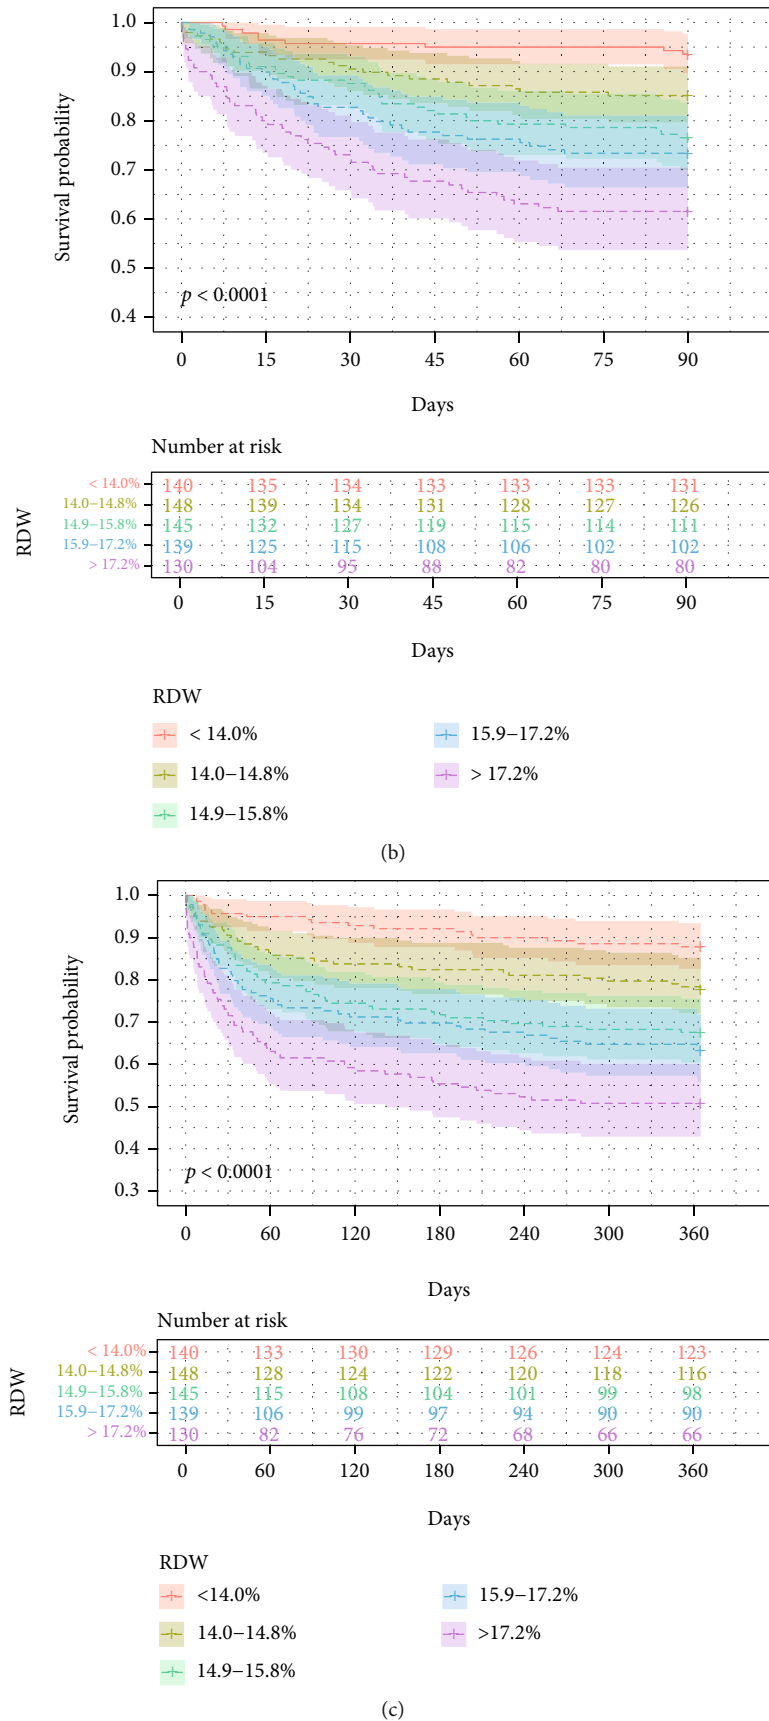 1.0
0.9
0.8
0.7
0.6
0.5
0.4
Survival probability
p < 0.0001
0 15 30 45 60 75 90
Days
Number at risk
RDW
< 14.0% 140 135 134 133 133 133 131
14.0–14.8% 148 139 134 131 128 127 126
14.9–15.8% 145 132 127 119 115 114 111
15.9–17.2% 139 125 115 108 106 102 102
> 17.2% 130 104 95 88 82 80 80
0 15 30 45 60 75 90
Days
RDW
< 14.0% 15.9–17.2%
14.0–14.8% > 17.2%
14.9–15.8%
(b)
1.0
0.9
0.8
0.7
0.6
0.5
0.4
0.3
Survival probability
p < 0.0001
0 60 120 180 240 300 360
Days
Number at risk
RDW
< 14.0% 140 133 130 129 126 124 123
14.0–14.8% 148 128 124 122 120 118 116
14.9–15.8% 145 115 108 104 101 99 98
15.9–17.2% 139 106 99 97 94 90 90
> 17.2% 130 82 76 72 68 66 66
0 60 120 180 240 300 360
Days
RDW
<14.0% 15.9–17.2%
14.0–14.8% >17.2%
14.9–15.8%
(c)